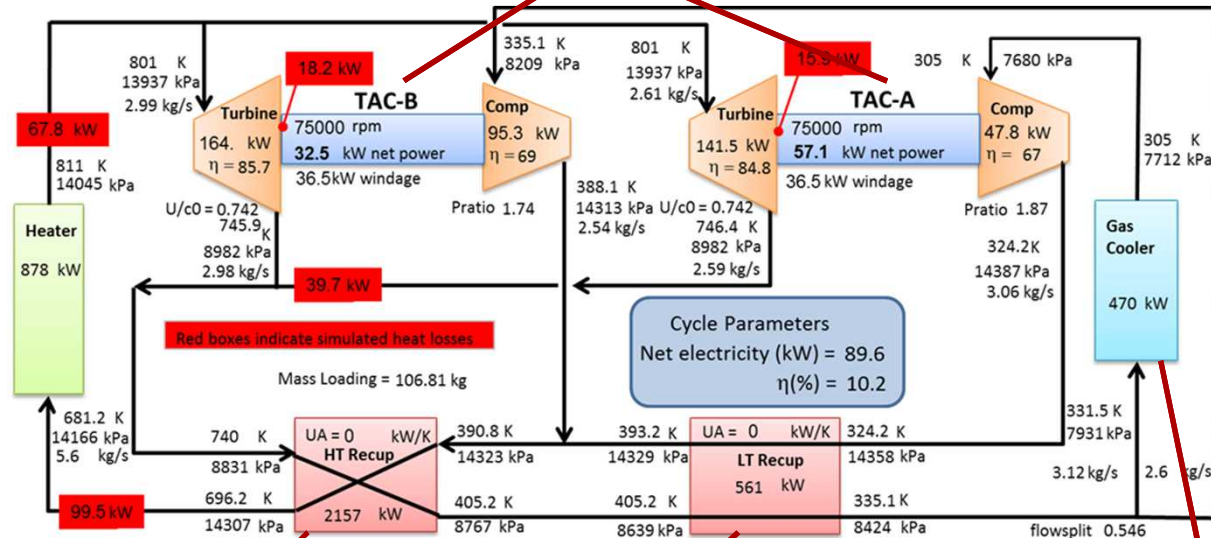 801 K
13937 kPa
2.99 kg/s
18.2 kW
TAC-B
Turbine
164. kW
η = 85.7
75000 rpm
32.5 kW net power
36.5kW windage
Comp
95.3 kW
η = 69
Pratio 1.74
335.1 K
8209 kPa
801 K
13937 kPa
2.61 kg/s
15.9 kW
TAC-A
Turbine
141.5 kW
η = 84.8
75000 rpm
57.1 kW net power
36.5kW windage
305 K
7680 kPa
Comp
47.8 kW
η = 67
Pratio 1.87
67.8 kW
811 K
14045 kPa
Heater
878 kW
U/c0 = 0.742
745.9
K
8982 kPa
2.98 kg/s
39.7 kW
388.1 K
14313 kPa
2.54 kg/s
U/c0 = 0.742
746.4 K
8982 kPa
2.59 kg/s
324.2K
14387 kPa
3.06 kg/s
305 K
7712 kPa
Gas
Cooler
470 kW
Red boxes indicate simulated heat losses
Mass Loading = 106.81 kg
Cycle Parameters
Net electricity (kW) = 89.6
η(%) = 10.2
681.2 K
14166 kPa
5.6 kg/s
99.5 kW
740 K
8831 kPa
696.2 K
14307 kPa
UA = 0 kW/K
HT Recup
2157 kW
390.8 K
14323 kPa
405.2 K
8767 kPa
393.2 K
14329 kPa
405.2 K
8639 kPa
UA = 0 kW/K
LT Recup
561 kW
324.2 K
14358 kPa
335.1 K
8424 kPa
331.5 K
7931 kPa
3.12 kg/s
2.6 kg/s
flowsplit 0.546